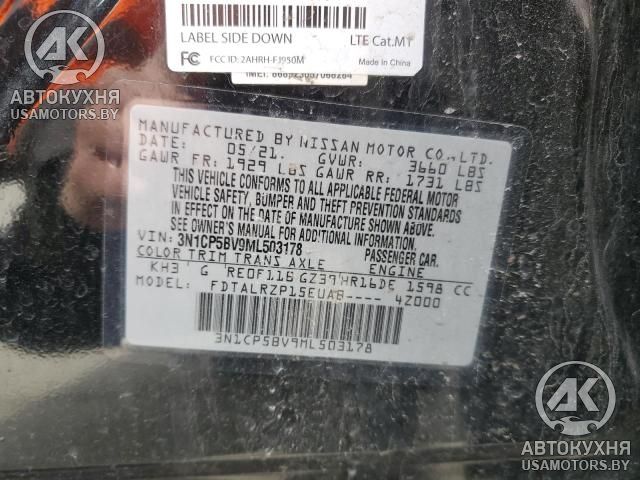 LABEL SIDE DOWN LTE Cat.M1
FC FCC ID: 2AHRH-FJ950M Made in China
АВТОКУХНЯ
USAMOTORS.BY
MANUFACTURED BY NISSAN MOTOR CO.,LTD.
DATE: 05/21. GVWR: 3660 LBS
GAWR FR: 1929 LBS GAWR RR: 1731 LBS
THIS VEHICLE CONFORMS TO ALL APPLICABLE FEDERAL MOTOR
VEHICLE SAFETY, BUMPER AND THEFT PREVENTION STANDARDS
IN EFFECT ON THE DATE OF MANUFACTURE SHOWN ABOVE.
SEE OWNER'S MANUAL FOR ADDITIONAL INFORMATION.
VIN: 3N1CP5BV9ML503178 PASSENGER CAR.
COLOR TRIM TRANS AXLE ENGINE
KH3 G RE0F11B GZ39 HR16DE 1598 CC
MODEL: FDTALRZP15EUAB---- 4Z000
3N1CP5BV9ML503178
AK
АВТОКУХНЯ
USAMOTORS.BY